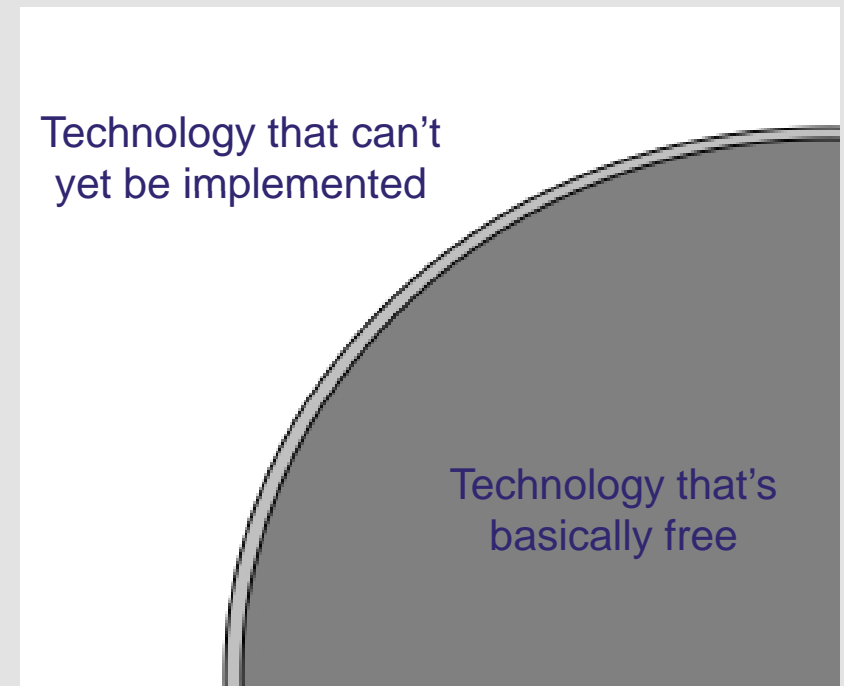 Technology that can’t
yet be implemented
Technology that’s
basically free